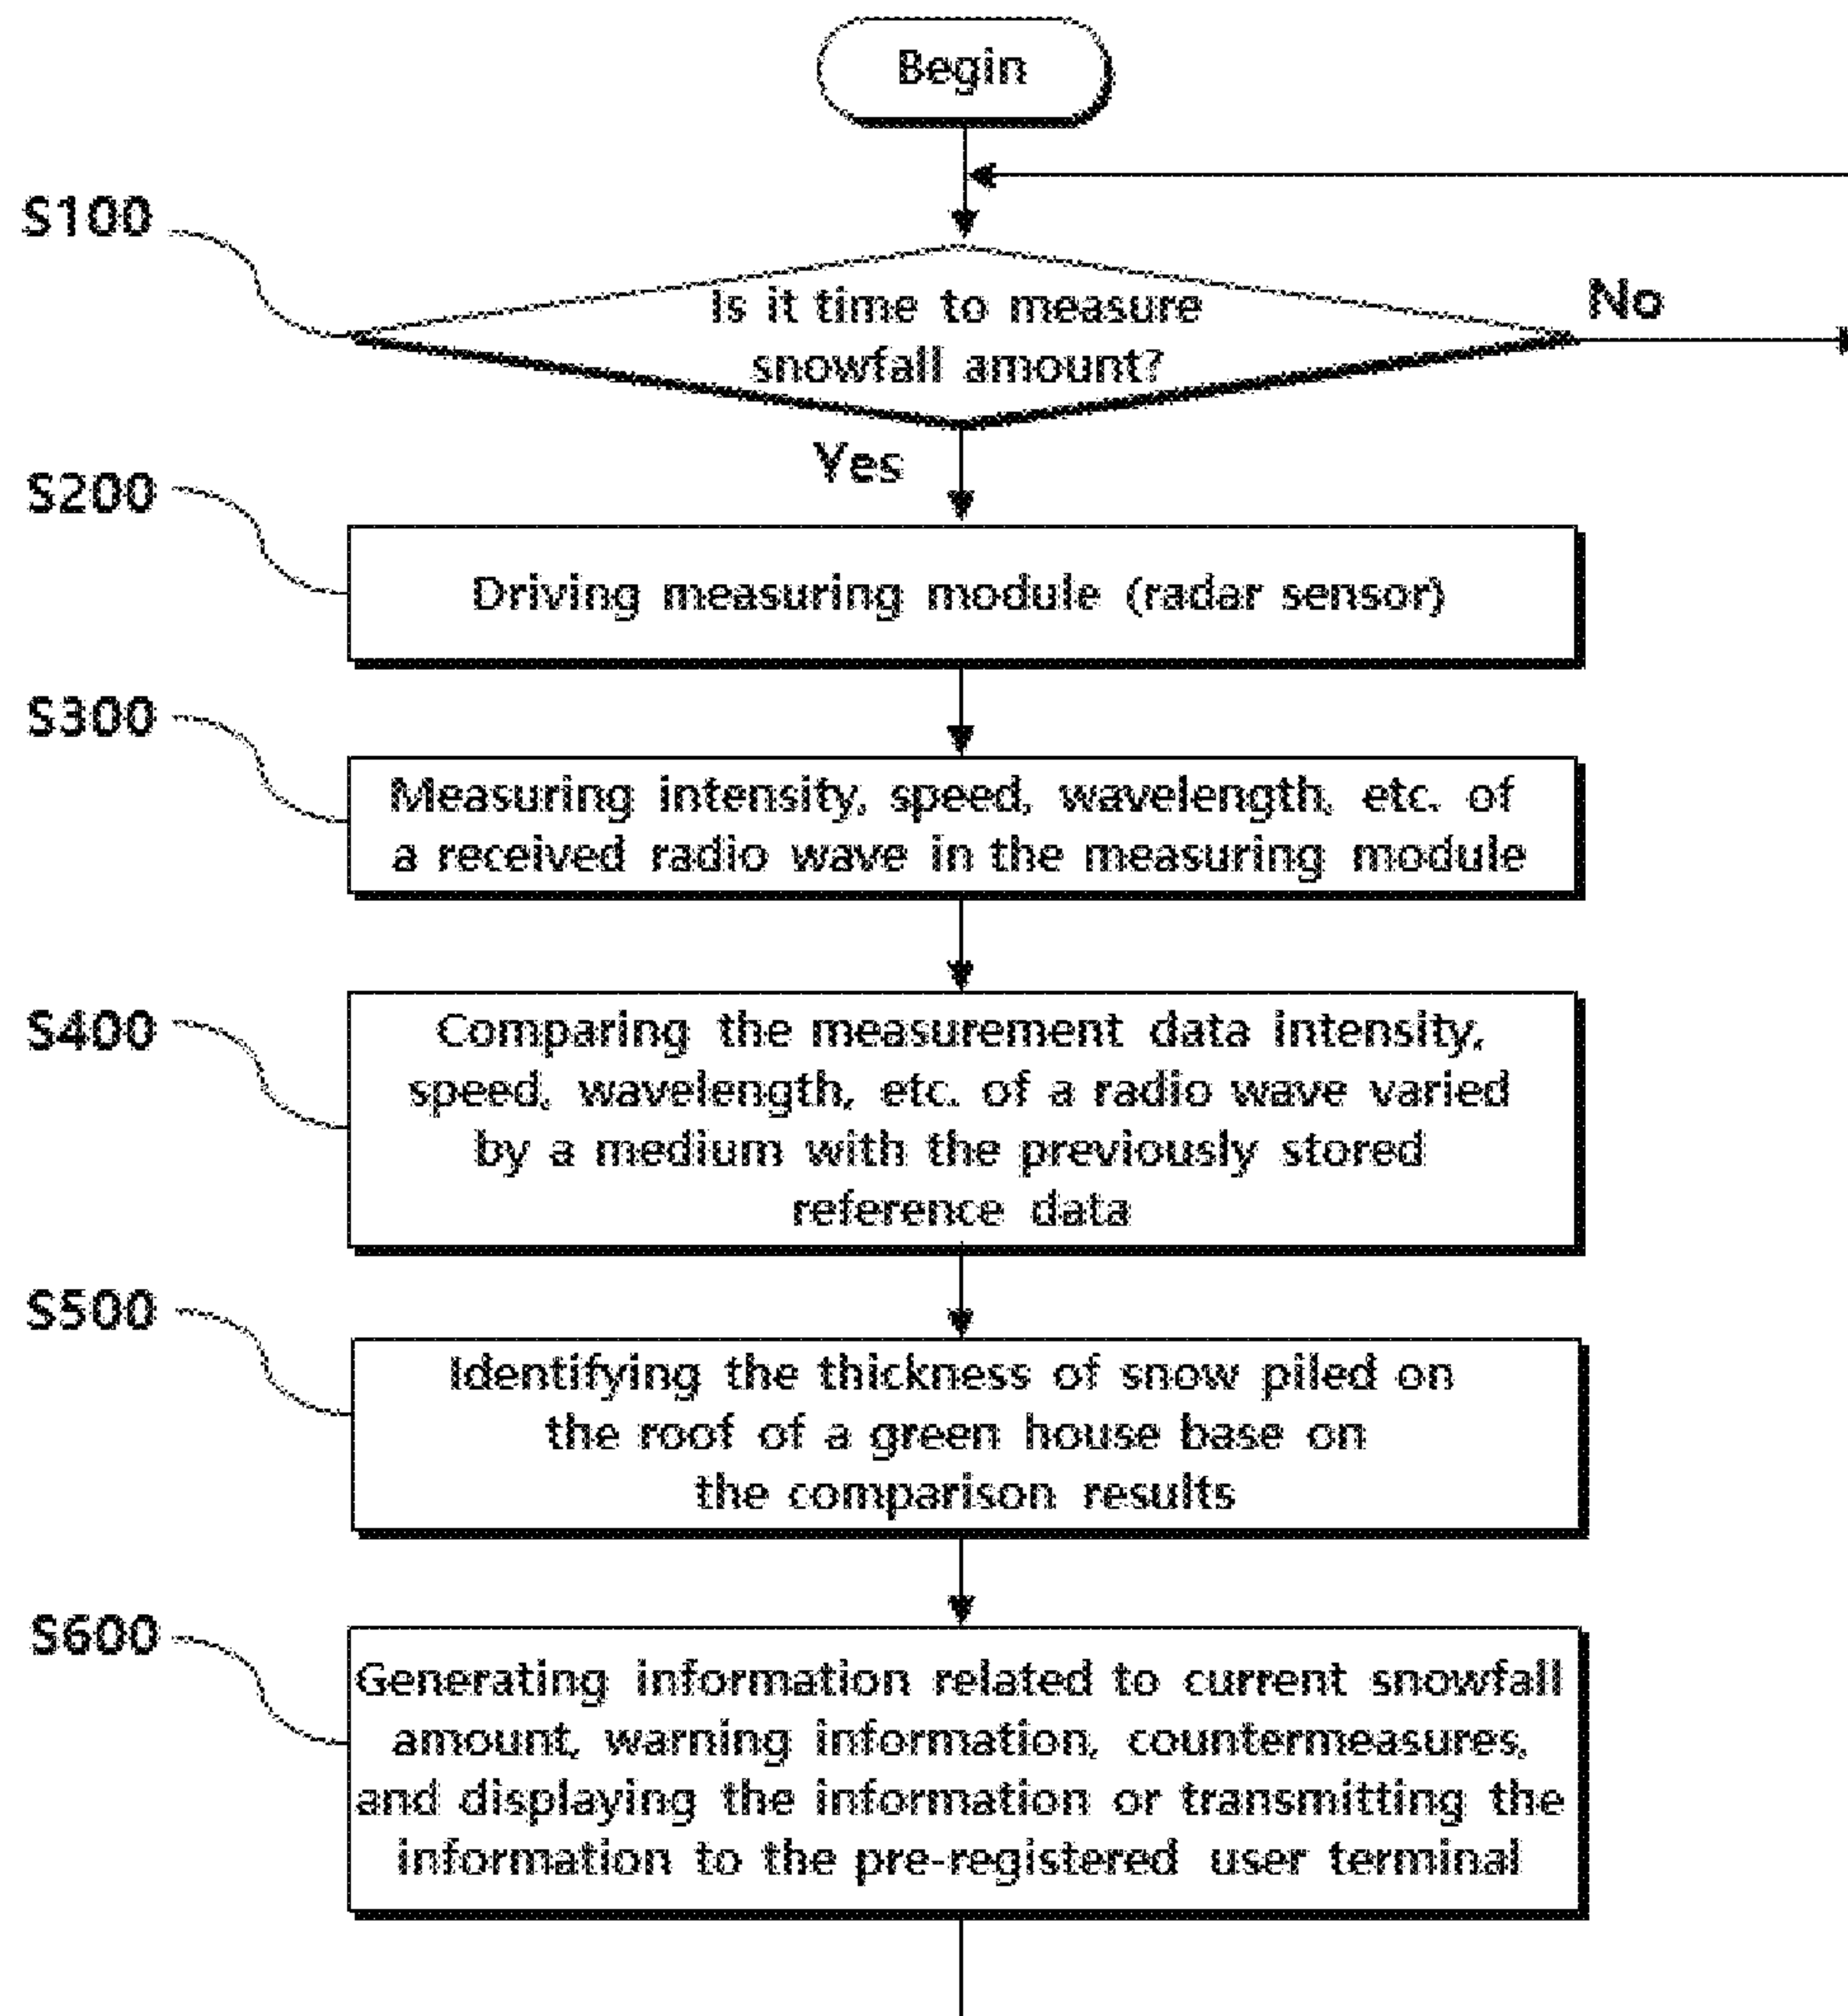 Begin
S100
Is it time to measure
snowfall amount?
No
Yes
S200
Driving measuring module (radar sensor)
S300
Measuring intensity, speed, wavelength, etc. of
a received radio wave in the measuring module
S400
Comparing the measurement data intensity,
speed, wavelength, etc. of a radio wave varied
by a medium with the previously stored
reference data
S500
Identifying the thickness of snow piled on
the roof of a green house base on
the comparison results
S600
Generating information related to current snowfall
amount, warning information, countermeasures,
and displaying the information or transmitting the
information to the pre-registered user terminal